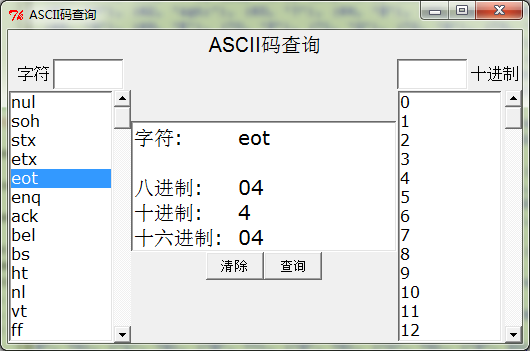 ASCII码查询
ASCII码查询
字符
十进制
nul
soh
stx
etx
eot
enq
ack
bel
bs
ht
nl
vt
ff
字符: eot
八进制: 04
十进制: 4
十六进制: 04
清除 查询
0
1
2
3
4
5
6
7
8
9
10
11
12